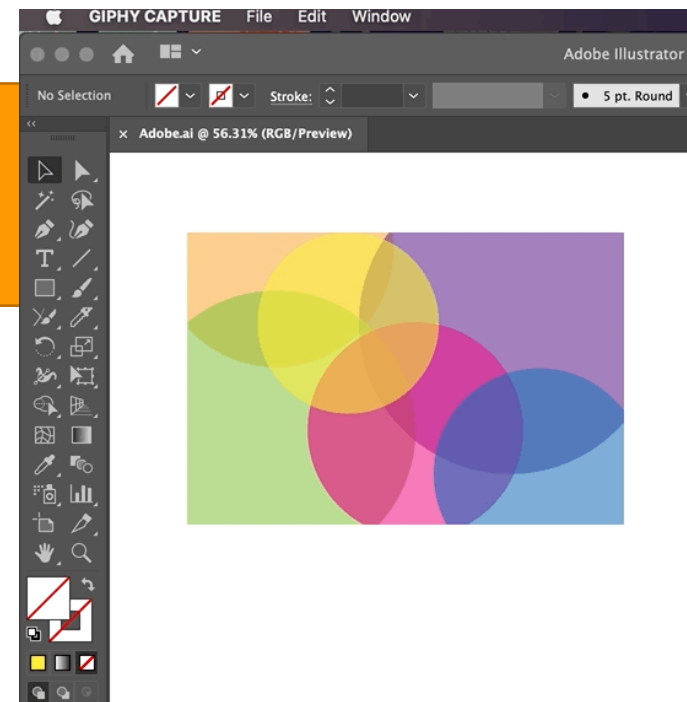 GIPHY CAPTURE File Edit Window
Adobe Illustrator
No Selection Stroke: 5 pt. Round
× Adobe.ai @ 56.31% (RGB/Preview)